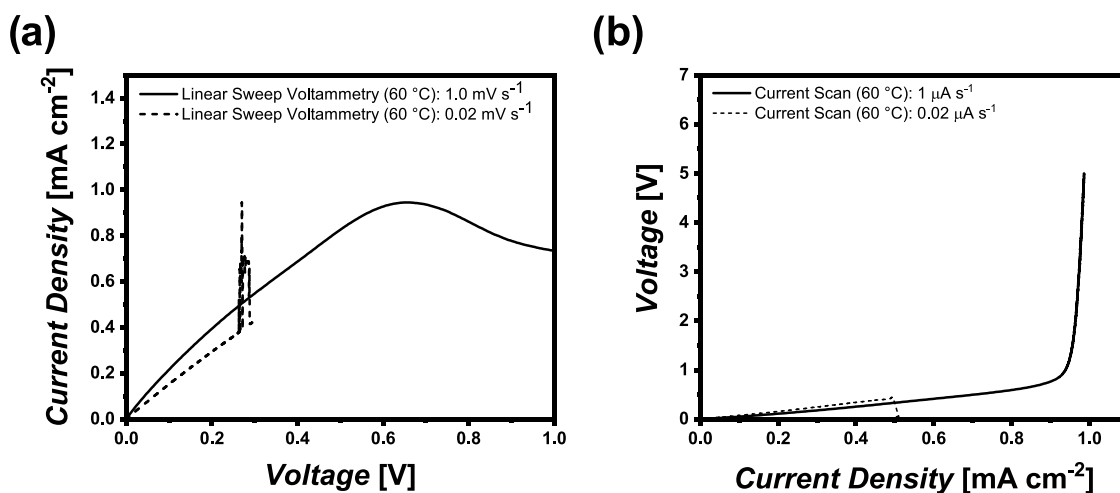 (a)
Linear Sweep Voltammetry (60 °C): 1.0 mV s⁻¹
Linear Sweep Voltammetry (60 °C): 0.02 mV s⁻¹
Current Density [mA cm⁻²]
1.4
1.2
1.0
0.8
0.6
0.4
0.2
0.0
0.0 0.2 0.4 0.6 0.8 1.0
Voltage [V]
(b)
Current Scan (60 °C): 1 μA s⁻¹
Current Scan (60 °C): 0.02 μA s⁻¹
Voltage [V]
7
6
5
4
3
2
1
0
0.0 0.2 0.4 0.6 0.8 1.0
Current Density [mA cm⁻²]